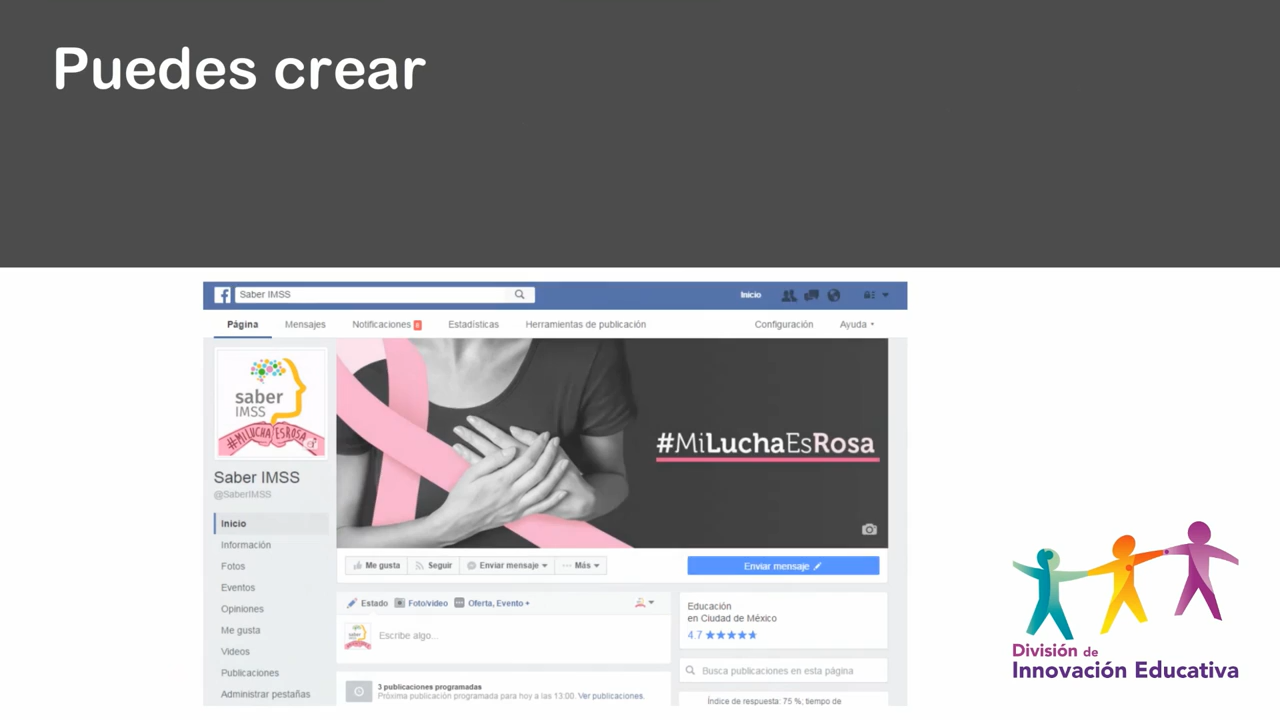 Puedes crear
Saber IMSS
Inicio
Página Mensajes Notificaciones Estadísticas Herramientas de publicación Configuración Ayuda
saber
IMSS
#MILUCHAESROSA
#MiLuchaEsRosa
Saber IMSS
@SaberIMSS
Inicio
Información
Fotos
Eventos
Opiniones
Me gusta
Videos
Publicaciones
Administrar pestañas
Me gusta Seguir Enviar mensaje Más
Enviar mensaje
Estado Foto/video Oferta, Evento +
Escribe algo...
3 publicaciones programadas
Próxima publicación programada para hoy a las 13:00. Ver publicaciones.
Educación
en Ciudad de México
4.7 ★★★★★
Busca publicaciones en esta página
Índice de respuesta: 75 %; tiempo de
División de
Innovación Educativa